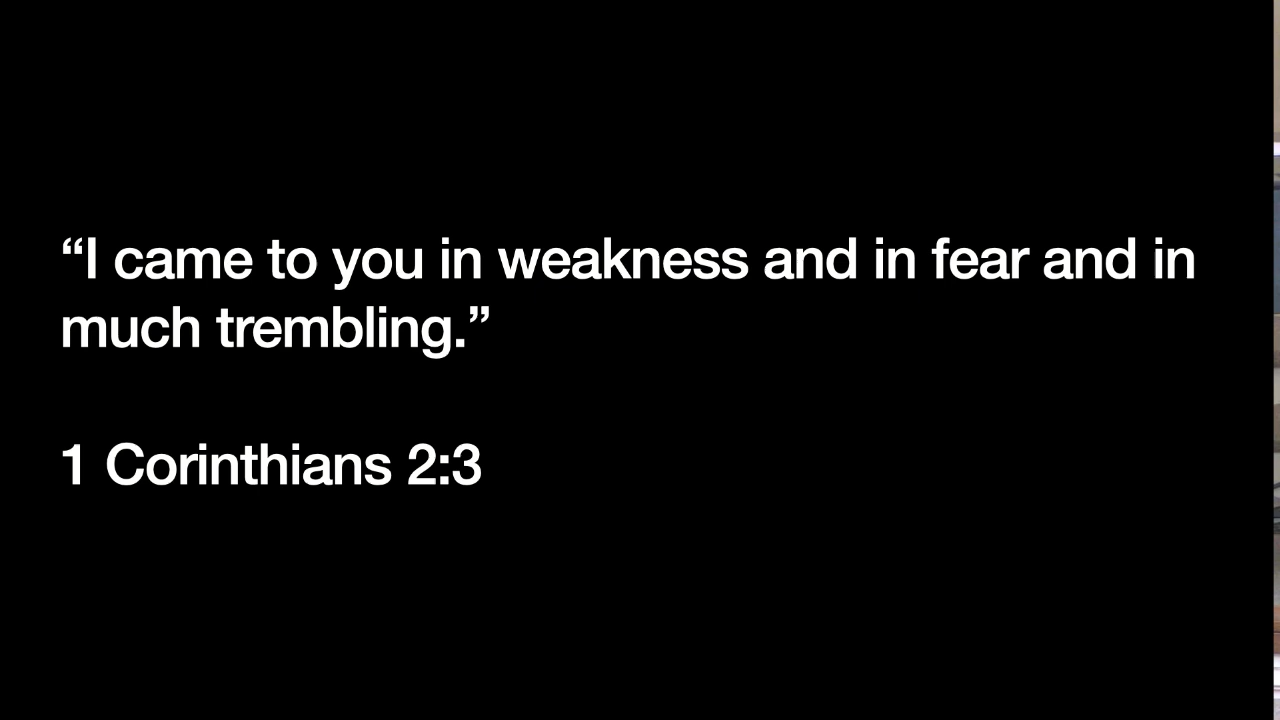 “I came to you in weakness and in fear and in
much trembling.”
1 Corinthians 2:3